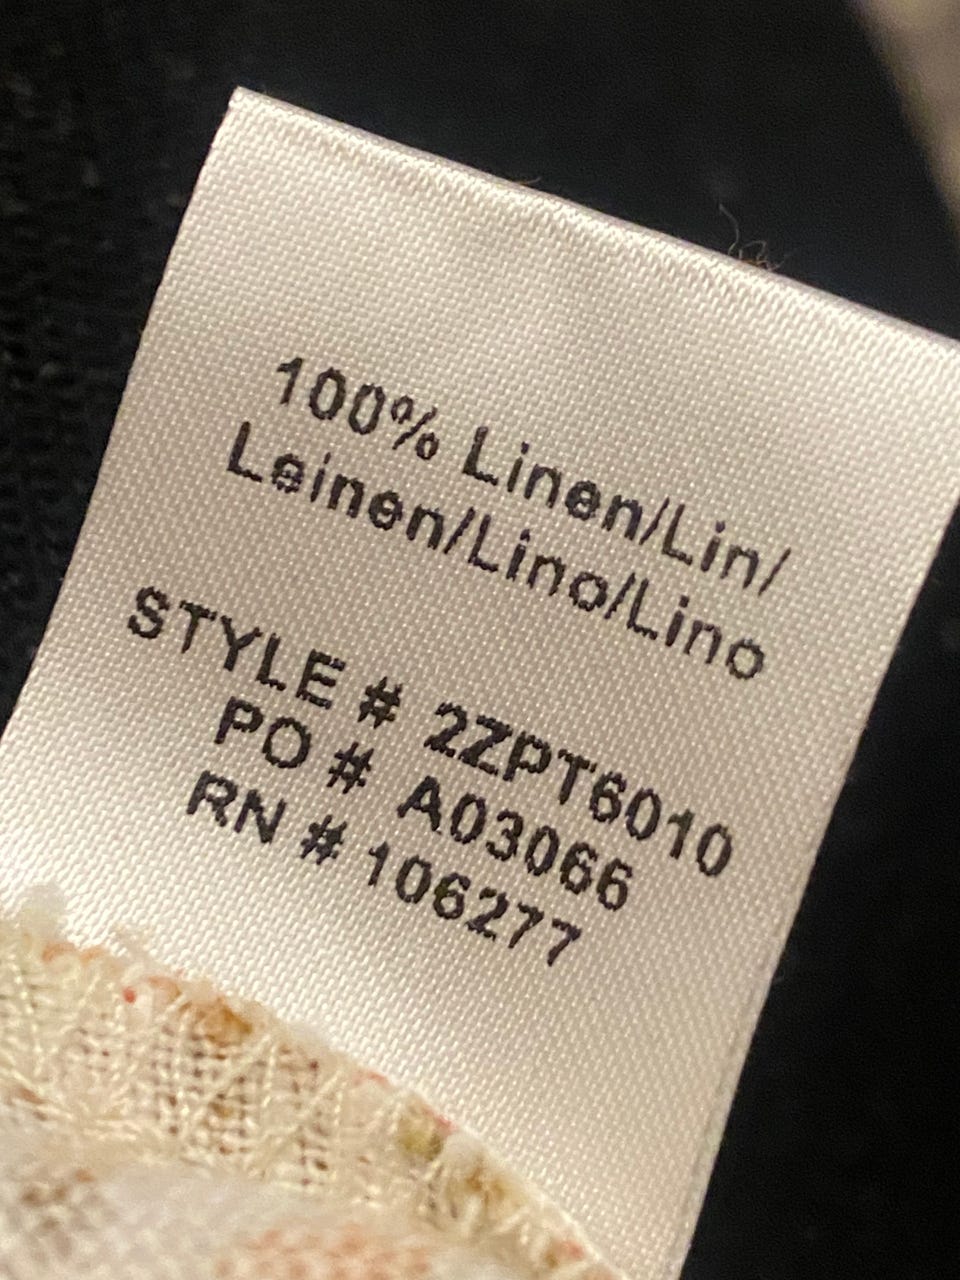 100% Linen/Lin/
Leinen/Lino/Lino
STYLE # 2ZPT6010
PO # A03066
RN # 106277